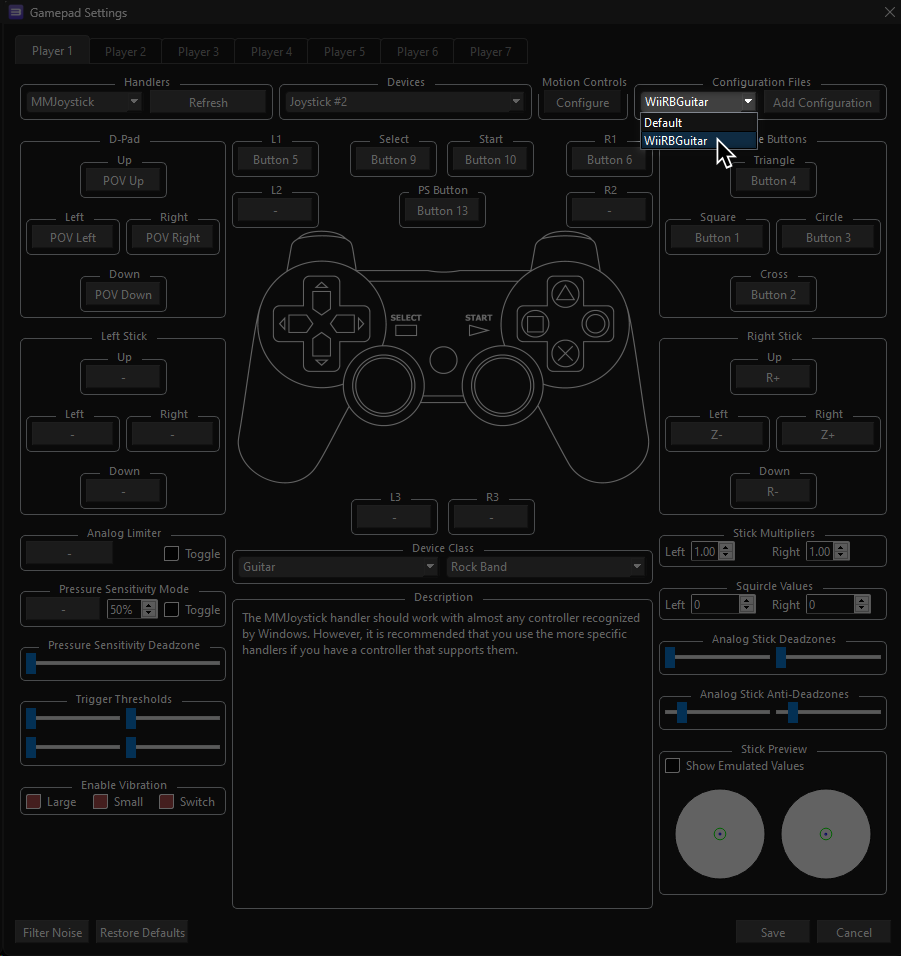 Gamepad Settings
Player 1
Player 2
Player 3
Player 4
Player 5
Player 6
Player 7
Handlers
MMJoystick
Refresh
Devices
Joystick #2
Motion Controls
Configure
Configuration Files
WiiRBGuitar
Add Configuration
Default
WiiRBGuitar
D-Pad
Up
POV Up
Left
Right
POV Left
POV Right
Down
POV Down
L1
Button 5
Select
Button 9
Start
Button 10
R1
Button 6
L2
-
PS Button
Button 13
R2
-
Buttons
Triangle
Button 4
Square
Circle
Button 1
Button 3
Cross
Button 2
SELECT
START
Left Stick
Up
-
Left
Right
-
-
Down
-
Right Stick
Up
R+
Left
Right
Z-
Z+
Down
R-
L3
-
R3
-
Analog Limiter
-
Toggle
Pressure Sensitivity Mode
-
50%
Toggle
Pressure Sensitivity Deadzone
Trigger Thresholds
Enable Vibration
Large
Small
Switch
Device Class
Guitar
Rock Band
Description
The MMJoystick handler should work with almost any controller recognized
by Windows. However, it is recommended that you use the more specific
handlers if you have a controller that supports them.
Stick Multipliers
Left 1.00
Right 1.00
Squircle Values
Left 0
Right 0
Analog Stick Deadzones
Analog Stick Anti-Deadzones
Stick Preview
Show Emulated Values
Filter Noise
Restore Defaults
Save
Cancel